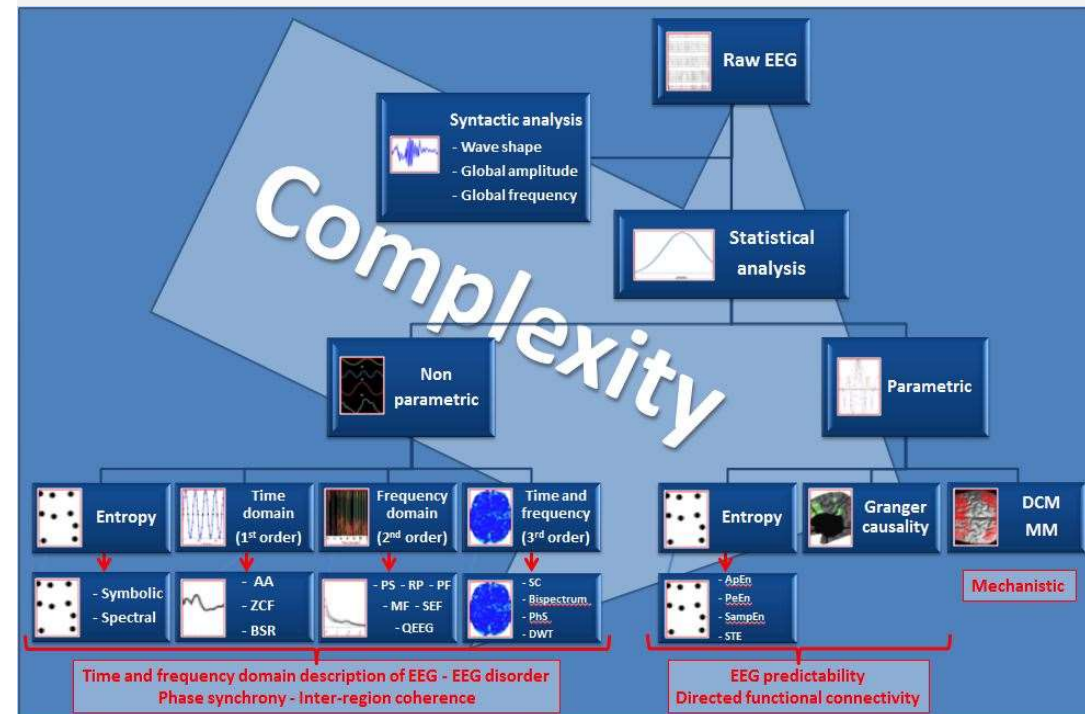 Raw EEG
Syntactic analysis
- Wave shape
- Global amplitude
- Global frequency
Complexity
Statistical
analysis
Non
parametric
Parametric
Entropy
Time
domain
(1st order)
Frequency
domain
(2nd order)
Time and
frequency
(3rd order)
Entropy
Granger
causality
DCM
MM
- Symbolic
- Spectral
- AA
- ZCF
- BSR
- PS - RP - PF
- MF - SEF
- QEEG
- SC
- Bispectrum
- PhS
- DWT
- ApEn
- PeEn
- SampEn
- STE
Mechanistic
Time and frequency domain description of EEG - EEG disorder
Phase synchrony - Inter-region coherence
EEG predictability
Directed functional connectivity